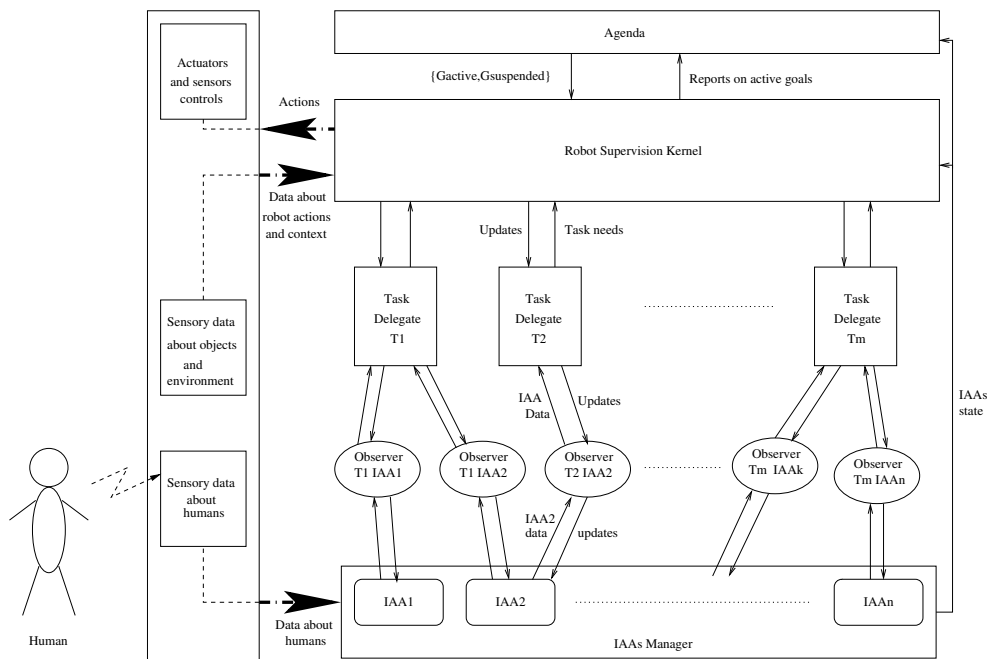 Agenda
Actuators
and sensors
controls
{Gactive,Gsuspended}
Reports on active goals
Actions
Robot Supervision Kernel
Data about
robot actions
and context
Updates
Task needs
Task
Delegate
T1
Task
Delegate
T2
Task
Delegate
Tm
Sensory data
about objects
and
environment
IAA
Data
Updates
IAAs
state
Observer
T1 IAA1
Observer
T1 IAA2
Observer
T2 IAA2
Observer
Tm IAAk
Observer
Tm IAAn
Sensory data
about
humans
IAA2
data
updates
IAA1
IAA2
IAAn
Data about
humans
Human
IAAs Manager